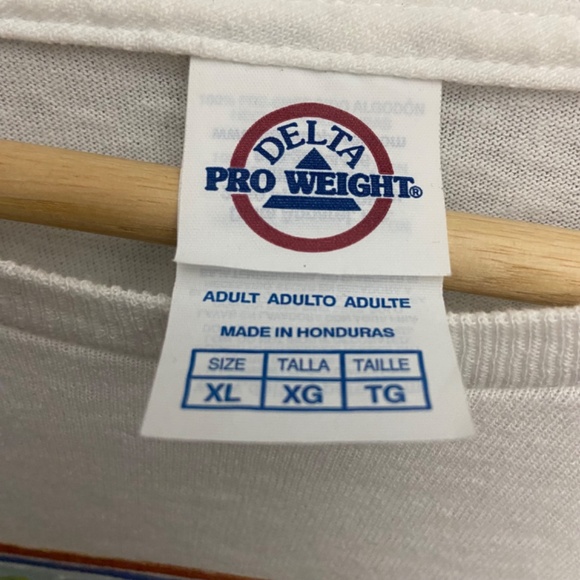 DELTA
PRO WEIGHT®
ADULT ADULTO ADULTE
MADE IN HONDURAS
SIZE TALLA TAILLE
XL XG TG